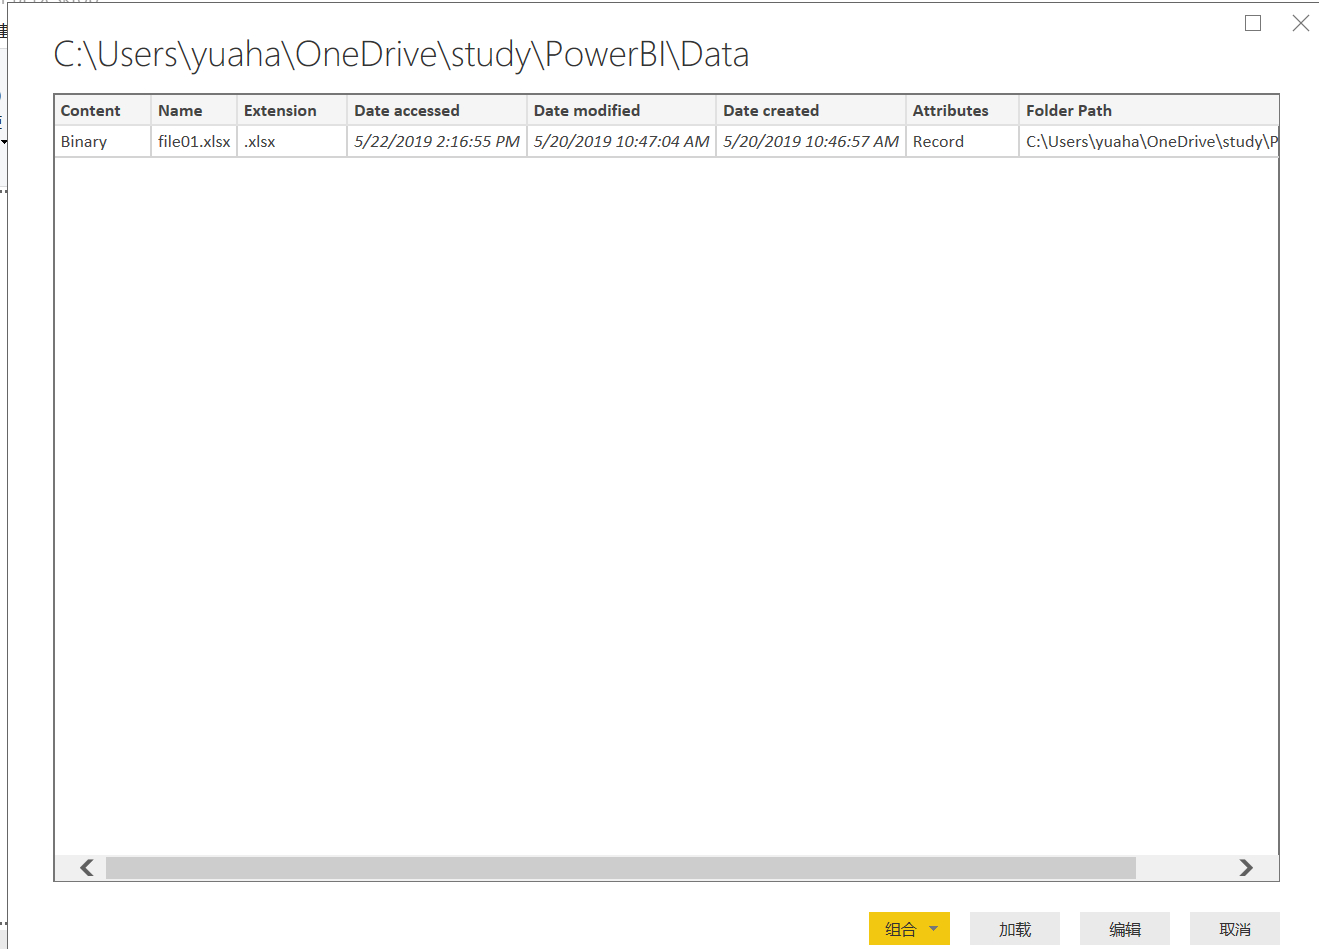 C:\Users\yuaha\OneDrive\study\PowerBI\Data
Content Name Extension Date accessed Date modified Date created Attributes Folder Path
Binary file01.xlsx .xlsx 5/22/2019 2:16:55 PM 5/20/2019 10:47:04 AM 5/20/2019 10:46:57 AM Record C:\Users\yuaha\OneDrive\study\P
组合 加载 编辑 取消